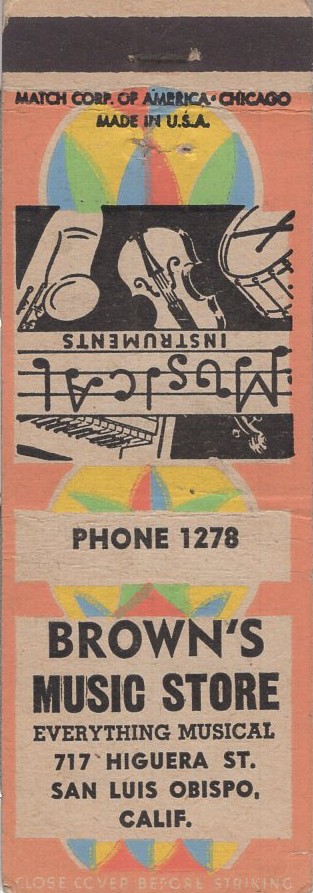 MATCH CORP. OF AMERICA • CHICAGO
MADE IN U.S.A.
MUSICAL
INSTRUMENTS
PHONE 1278
BROWN'S
MUSIC STORE
EVERYTHING MUSICAL
717 HIGUERA ST.
SAN LUIS OBISPO,
CALIF.
CLOSE COVER BEFORE STRIKING